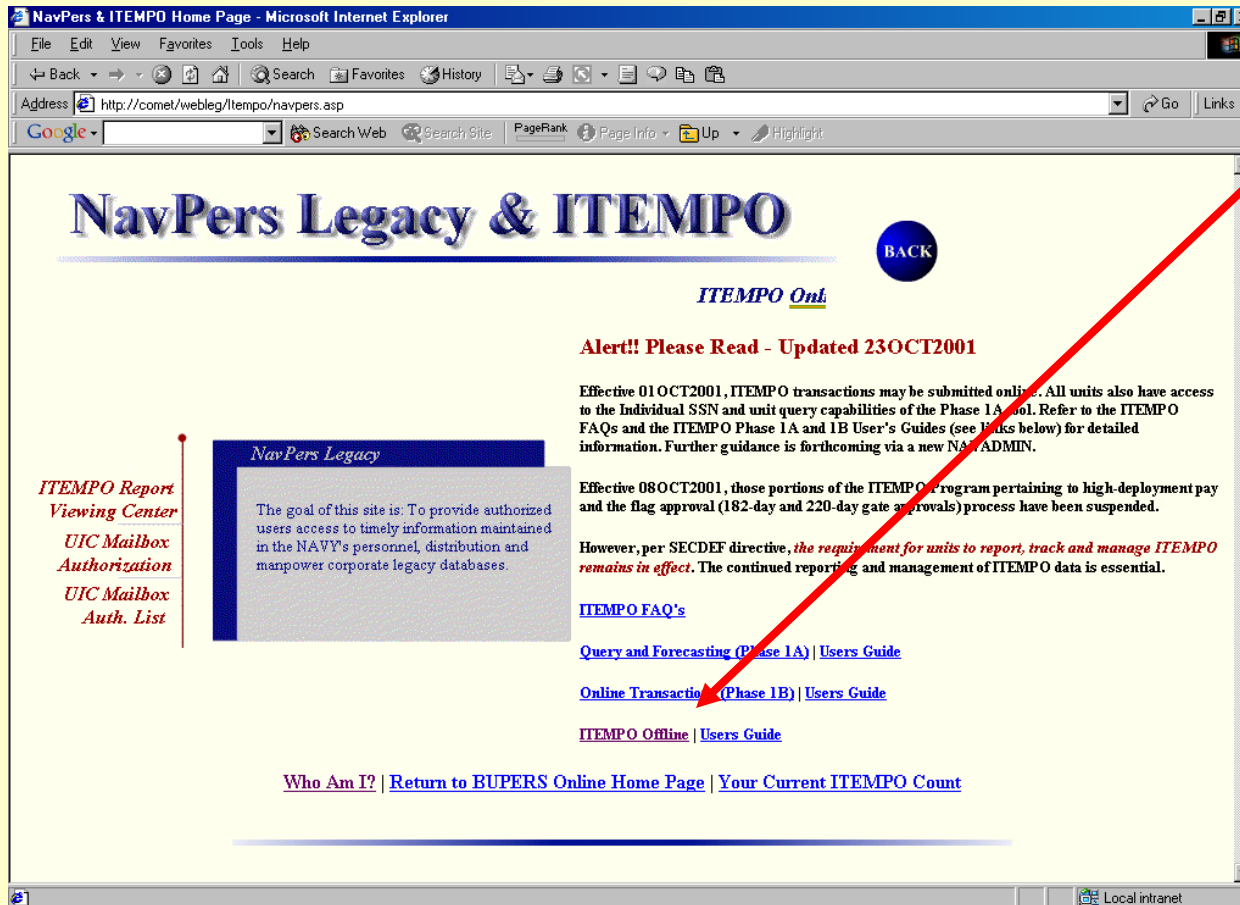 NavPers & ITEMPO Home Page - Microsoft Internet Explorer
File Edit View Favorites Tools Help
Back Search Favorites History
Address http://comet/webleg/Itempo/navpers.asp Go Links
Google Search Web Search Site PageRank Page Info Up Highlight
NavPers Legacy & ITEMPO
BACK
ITEMPO Onl
Alert!! Please Read - Updated 23OCT2001
Effective 01OCT2001, ITEMPO transactions may be submitted online. All units also have access
to the Individual SSN and unit query capabilities of the Phase 1A tool. Refer to the ITEMPO
FAQs and the ITEMPO Phase 1A and 1B User's Guides (see links below) for detailed
information. Further guidance is forthcoming via a new NAVADMIN.
Effective 08OCT2001, those portions of the ITEMPO Program pertaining to high-deployment pay
and the flag approval (182-day and 220-day gate approvals) process have been suspended.
However, per SECDEF directive, the requirement for units to report, track and manage ITEMPO
remains in effect. The continued reporting and management of ITEMPO data is essential.
ITEMPO FAQ's
Query and Forecasting (Phase 1A) | Users Guide
Online Transactions (Phase 1B) | Users Guide
ITEMPO Offline | Users Guide
NavPers Legacy
The goal of this site is: To provide authorized
users access to timely information maintained
in the NAVY's personnel, distribution and
manpower corporate legacy databases.
ITEMPO Report
Viewing Center
UIC Mailbox
Authorization
UIC Mailbox
Auth. List
Who Am I? | Return to BUPERS Online Home Page | Your Current ITEMPO Count
Local intranet